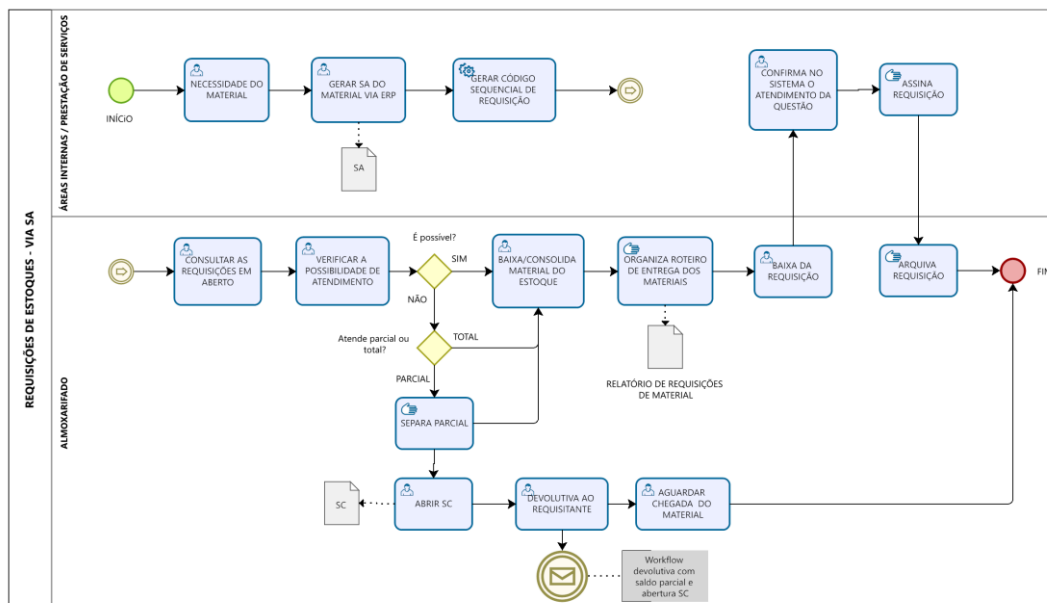 REQUISIÇÕES DE ESTOQUES - VIA SA
ÁREAS INTERNAS / PRESTAÇÃO DE SERVIÇOS
INÍCIO
NECESSIDADE DO
MATERIAL
GERAR SA DO
MATERIAL VIA ERP
SA
GERAR CÓDIGO
SEQUENCIAL DE
REQUISIÇÃO
CONFIRMA NO
SISTEMA O
ATENDIMENTO DA
QUESTÃO
ASSINA
REQUISIÇÃO
ALMOXARIFADO
CONSULTAR AS
REQUISIÇÕES EM
ABERTO
VERIFICAR A
POSSIBILIDADE DE
ATENDIMENTO
É possível?
SIM
NÃO
BAIXA/CONSOLIDA
MATERIAL DO
ESTOQUE
ORGANIZA ROTEIRO
DE ENTREGA DOS
MATERIAIS
BAIXA DA
REQUISIÇÃO
ARQUIVA
REQUISIÇÃO
FIM
Atende parcial ou
total?
TOTAL
PARCIAL
RELATÓRIO DE REQUISIÇÕES
DE MATERIAL
SEPARA PARCIAL
SC
ABRIR SC
DEVOLUTIVA AO
REQUISITANTE
AGUARDAR
CHEGADA DO
MATERIAL
Workflow
devolutiva com
saldo parcial e
abertura SC